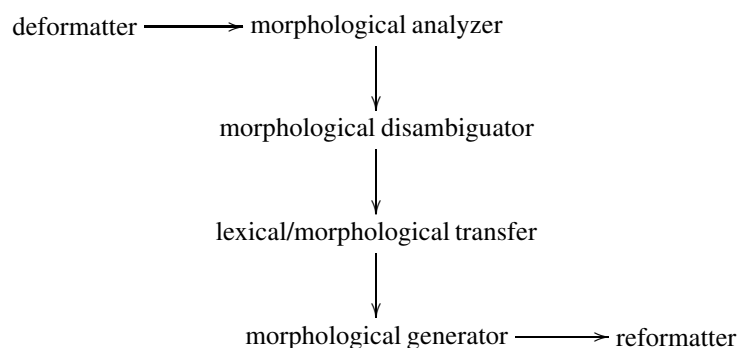 deformatter morphological analyzer
morphological disambiguator
lexical/morphological transfer
morphological generator reformatter